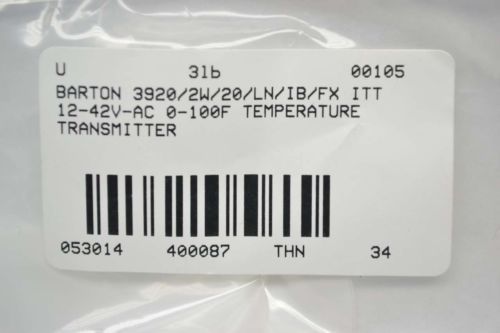 U 3lb 00105
BARTON 3920/2W/20/LN/IB/FX ITT
12-42V-AC 0-100F TEMPERATURE
TRANSMITTER
053014 400087 THN 34